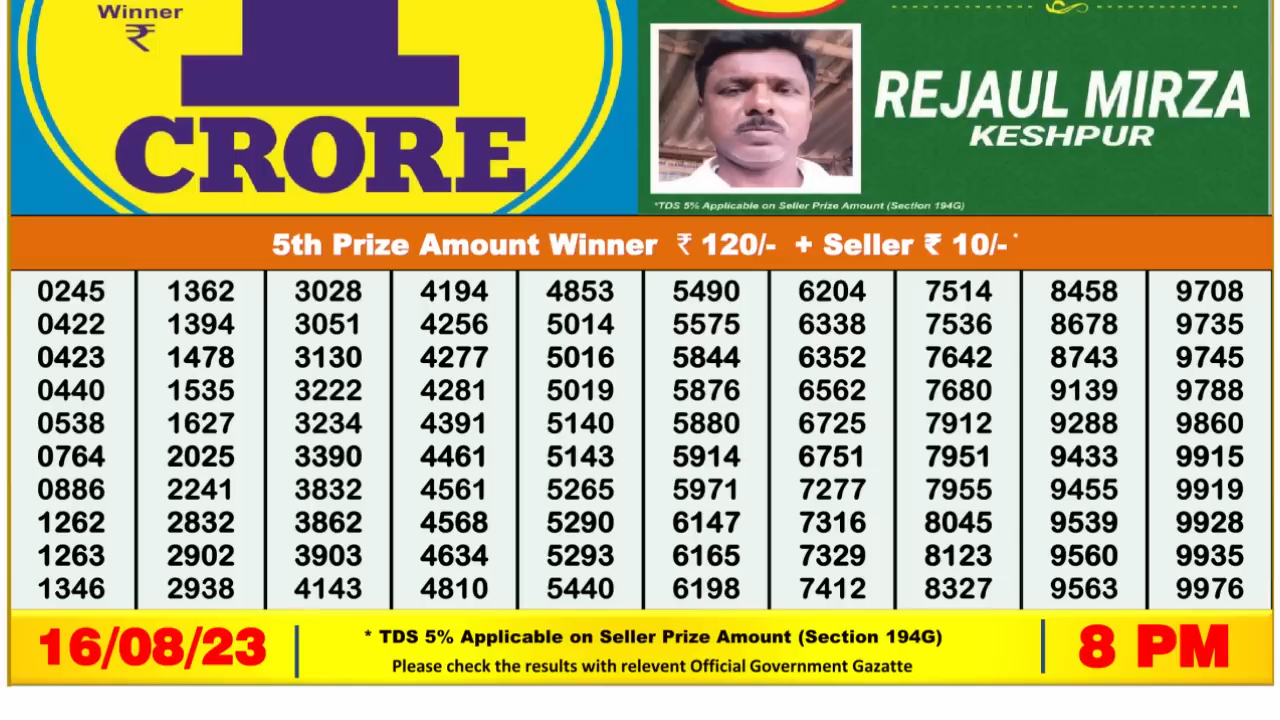 Winner
₹
1
CRORE
REJAUL MIRZA
KESHPUR
*TDS 5% Applicable on Seller Prize Amount (Section 194G)
5th Prize Amount Winner ₹ 120/- + Seller ₹ 10/- *
0245 1362 3028 4194 4853 5490 6204 7514 8458 9708
0422 1394 3051 4256 5014 5575 6338 7536 8678 9735
0423 1478 3130 4277 5016 5844 6352 7642 8743 9745
0440 1535 3222 4281 5019 5876 6562 7680 9139 9788
0538 1627 3234 4391 5140 5880 6725 7912 9288 9860
0764 2025 3390 4461 5143 5914 6751 7951 9433 9915
0886 2241 3832 4561 5265 5971 7277 7955 9455 9919
1262 2832 3862 4568 5290 6147 7316 8045 9539 9928
1263 2902 3903 4634 5293 6165 7329 8123 9560 9935
1346 2938 4143 4810 5440 6198 7412 8327 9563 9976
16/08/23
* TDS 5% Applicable on Seller Prize Amount (Section 194G)
Please check the results with relevent Official Government Gazatte
8 PM